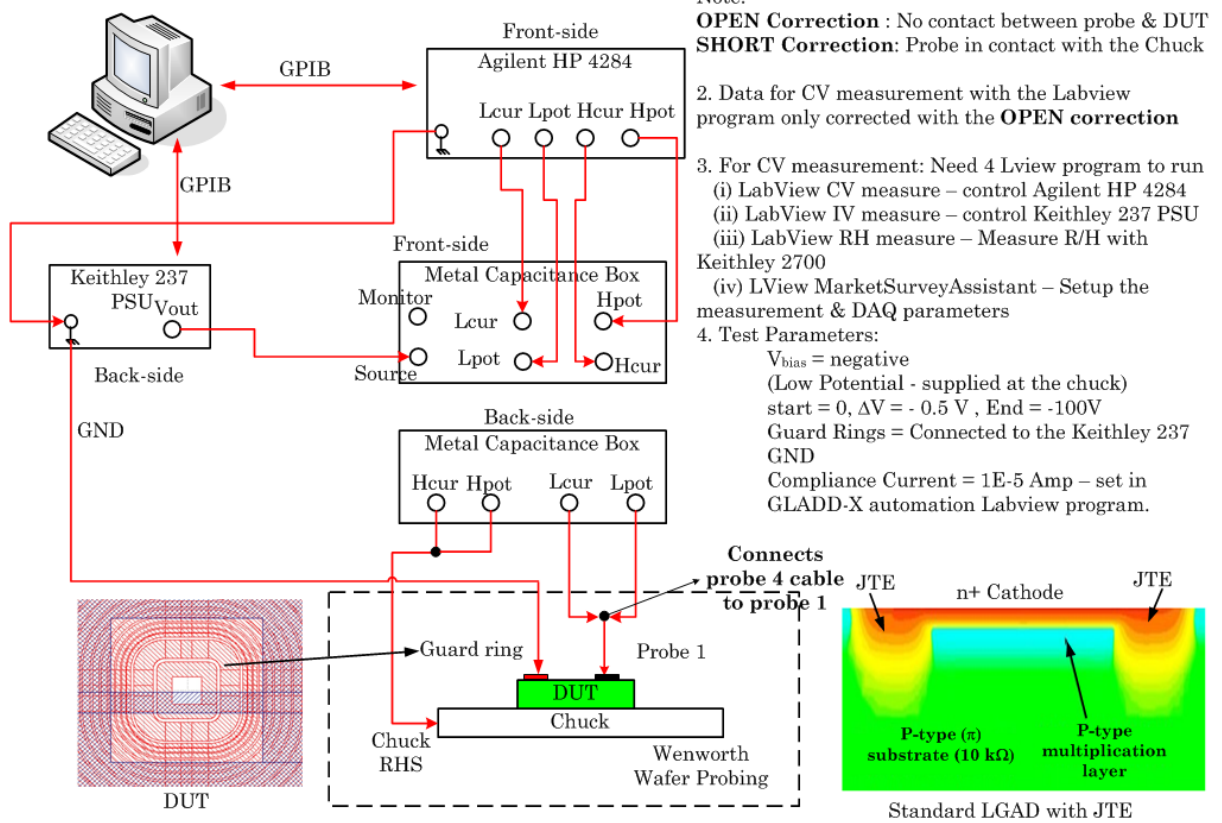 Note:
OPEN Correction : No contact between probe & DUT
SHORT Correction: Probe in contact with the Chuck
2. Data for CV measurement with the Labview
program only corrected with the OPEN correction
3. For CV measurement: Need 4 Lview program to run
(i) LabView CV measure – control Agilent HP 4284
(ii) LabView IV measure – control Keithley 237 PSU
(iii) LabView RH measure – Measure R/H with
Keithley 2700
(iv) LView MarketSurveyAssistant – Setup the
measurement & DAQ parameters
4. Test Parameters:
Vbias = negative
(Low Potential - supplied at the chuck)
start = 0, ΔV = - 0.5 V , End = -100V
Guard Rings = Connected to the Keithley 237
GND
Compliance Current = 1E-5 Amp – set in
GLADD-X automation Labview program.
Front-side
Agilent HP 4284
Lcur Lpot Hcur Hpot
GPIB
GPIB
Front-side
Metal Capacitance Box
Monitor
Hpot
Lcur
Lpot
Hcur
Source
Keithley 237
PSU
Vout
Back-side
GND
Back-side
Metal Capacitance Box
Hcur Hpot Lcur Lpot
Connects
probe 4 cable
to probe 1
Guard ring
Probe 1
DUT
Chuck
Chuck
RHS
Wenworth
Wafer Probing
DUT
JTE
n+ Cathode
JTE
P-type (π)
substrate (10 kΩ)
P-type
multiplication
layer
Standard LGAD with JTE